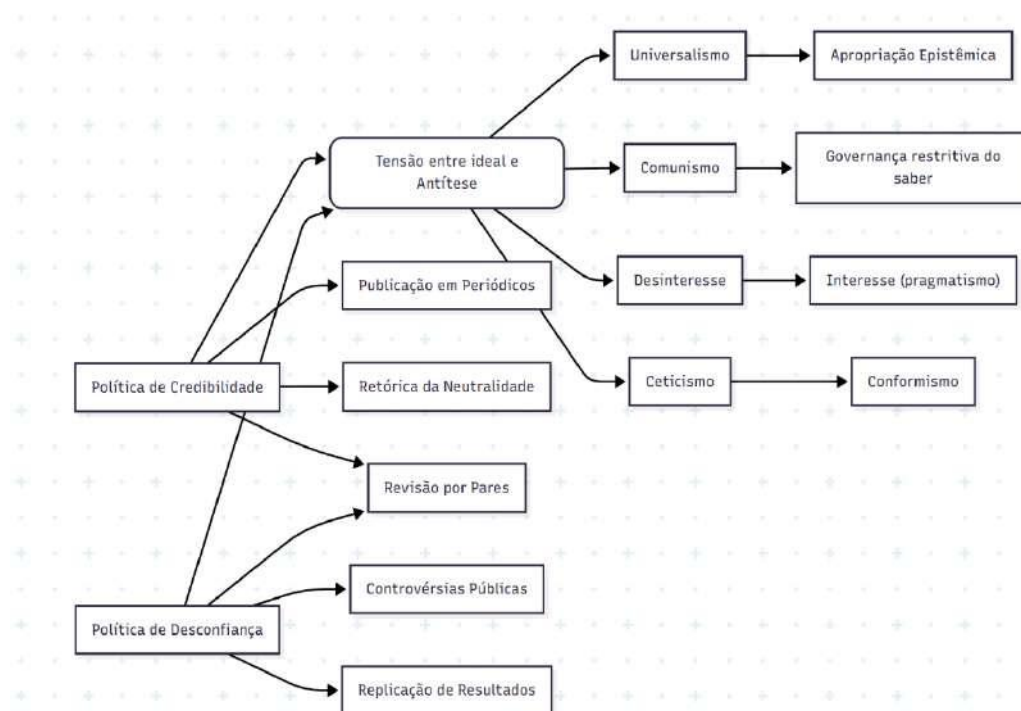 Universalismo
Apropriação Epistêmica
Tensão entre ideal e
Antítese
Comunismo
Governança restritiva do
saber
Publicação em Periódicos
Desinteresse
Interesse (pragmatismo)
Política de Credibilidade
Retórica da Neutralidade
Ceticismo
Conformismo
Revisão por Pares
Controvérsias Públicas
Política de Desconfiança
Replicação de Resultados